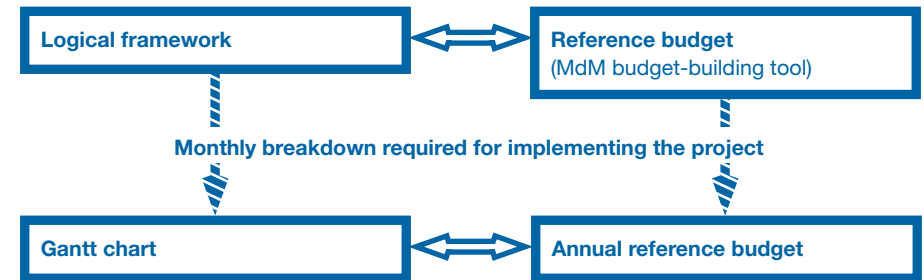 Logical framework
Reference budget
(MdM budget-building tool)
Monthly breakdown required for implementing the project
Gantt chart
Annual reference budget